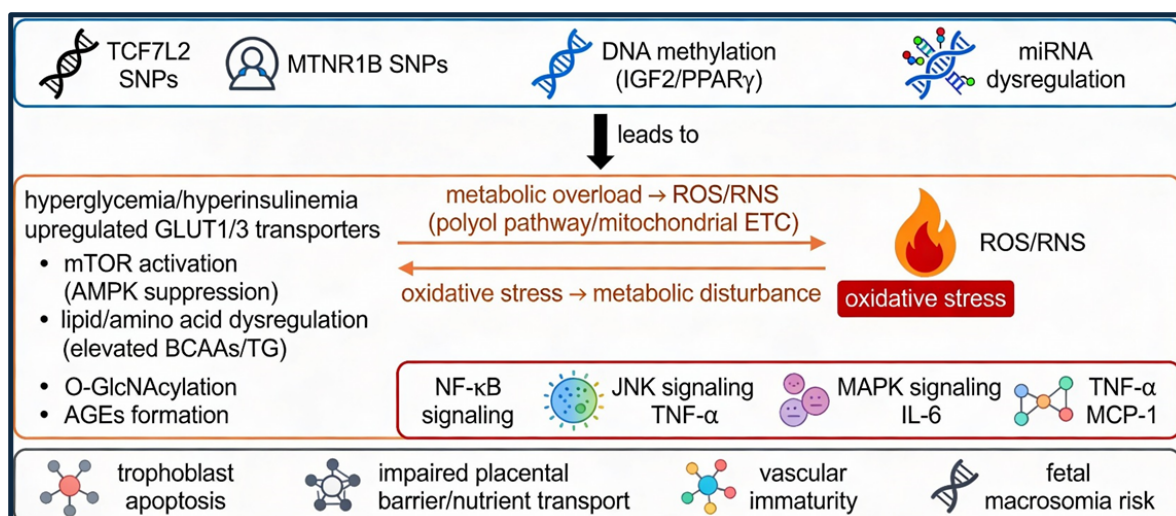 TCF7L2
SNPs
MTNR1B SNPs
DNA methylation
(IGF2/PPARγ)
miRNA
dysregulation
leads to
hyperglycemia/hyperinsulinemia
upregulated GLUT1/3 transporters
• mTOR activation
(AMPK suppression)
• lipid/amino acid dysregulation
(elevated BCAAs/TG)
• O-GlcNAcylation
• AGEs formation
metabolic overload → ROS/RNS
(polyol pathway/mitochondrial ETC)
oxidative stress → metabolic disturbance
ROS/RNS
oxidative stress
NF-κB
signaling
JNK signaling
TNF-α
MAPK signaling
IL-6
TNF-α
MCP-1
trophoblast
apoptosis
impaired placental
barrier/nutrient transport
vascular
immaturity
fetal
macrosomia risk